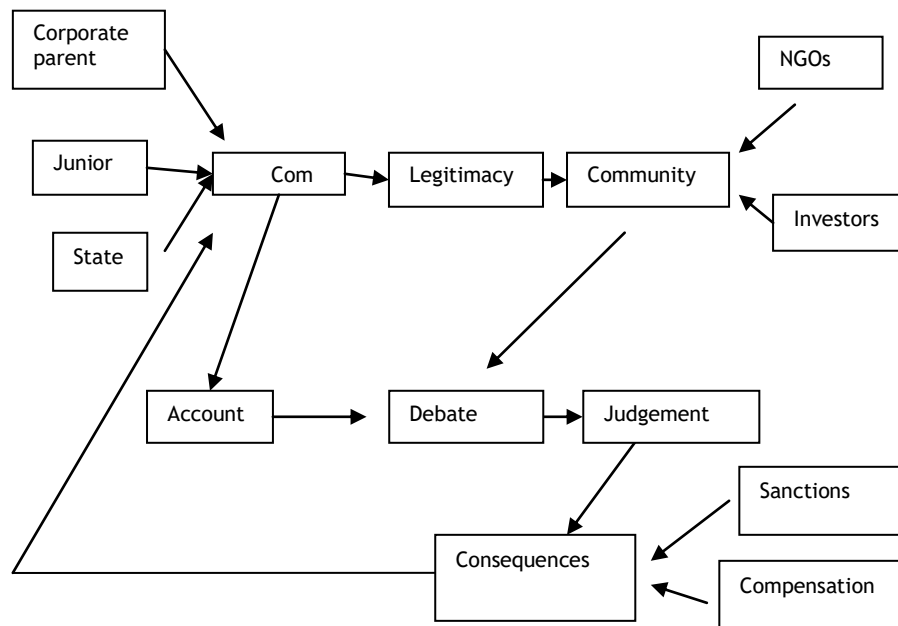 Corporate
parent
NGOs
Junior
Com
Legitimacy
Community
Investors
State
Account
Debate
Judgement
Sanctions
Consequences
Compensation